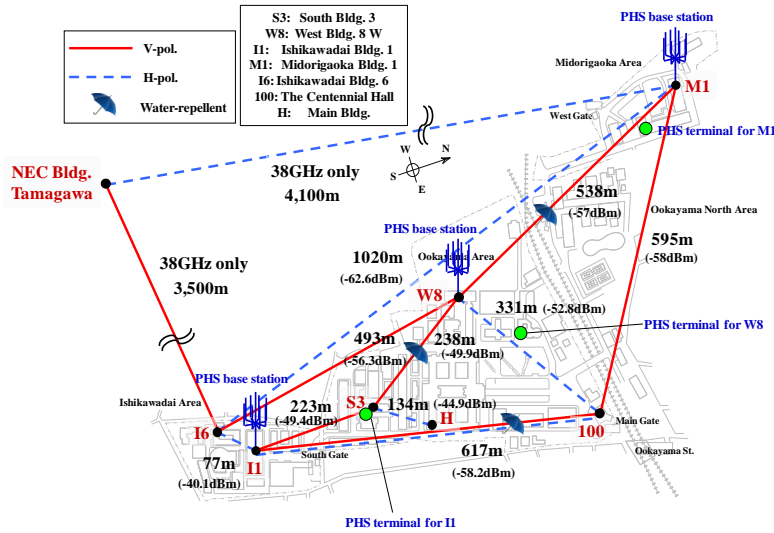 PHS base station
S3: South Bldg. 3
W8: West Bldg. 8 W
I1: Ishikawadai Bldg. 1
M1: Midorigaoka Bldg. 1
I6: Ishikawadai Bldg. 6
100: The Centennial Hall
H: Main Bldg.
V-pol.
H-pol.
Water-repellent
Midorigaoka Area
M1
West Gate
PHS terminal for M1
W
N
S
E
NEC Bldg.
Tamagawa
38GHz only
4,100m
538m
(-57dBm)
Ookayama North Area
PHS base station
595m
(-58dBm)
1020m
(-62.6dBm)
Ookayama Area
38GHz only
3,500m
W8
331m (-52.8dBm)
PHS terminal for W8
493m
(-56.3dBm)
238m
(-49.9dBm)
PHS base station
Ishikawadai Area
223m
(-49.4dBm)
S3
134m (-44.9dBm)
H
Main Gate
100
I6
I1
South Gate
617m
(-58.2dBm)
Ookayama St.
77m
(-40.1dBm)
PHS terminal for I1